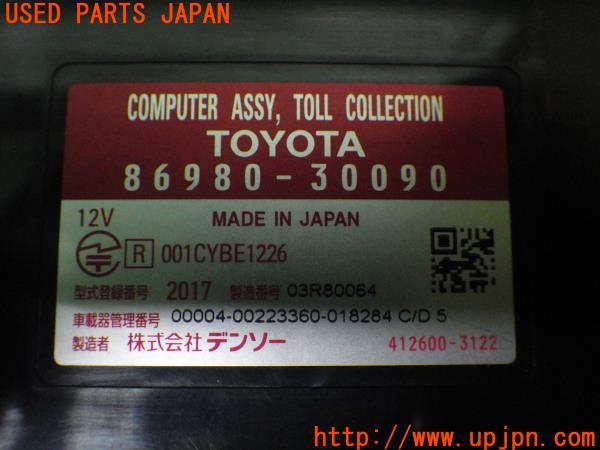 USED PARTS JAPAN
COMPUTER ASSY, TOLL COLLECTION
TOYOTA
86980-30090
12V
MADE IN JAPAN
R 001CYBE1226
型式登録番号 2017 製造番号 03R80064
車載器管理番号 00004-00223360-018284 C/D 5
製造者 株式会社デンソー 412600-3122
http://www.upjpn.com/